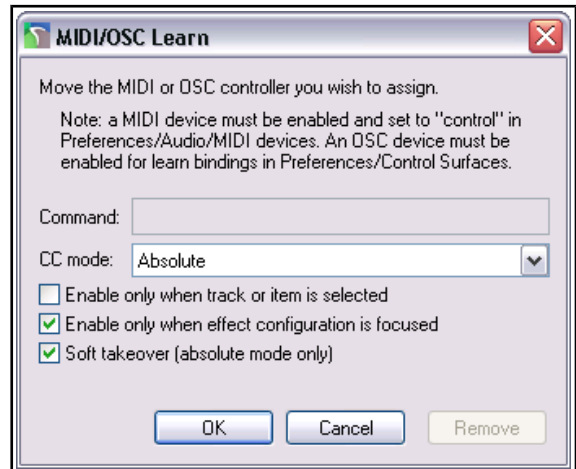 MIDI/OSC Learn
Move the MIDI or OSC controller you wish to assign.
Note: a MIDI device must be enabled and set to "control" in
Preferences/Audio/MIDI devices. An OSC device must be
enabled for learn bindings in Preferences/Control Surfaces.
Command:
CC mode: Absolute
Enable only when track or item is selected
Enable only when effect configuration is focused
Soft takeover (absolute mode only)
OK Cancel Remove